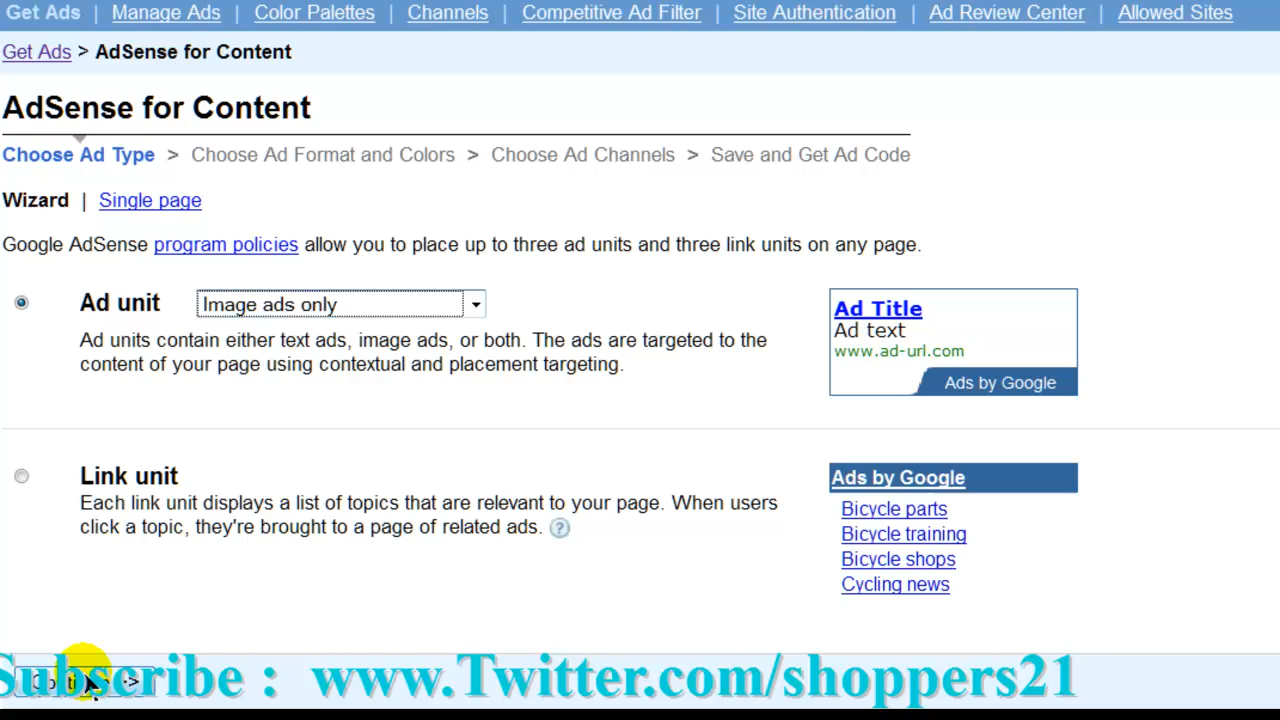 Get Ads | Manage Ads | Color Palettes | Channels | Competitive Ad Filter | Site Authentication | Ad Review Center | Allowed Sites
Get Ads > AdSense for Content
AdSense for Content
Choose Ad Type > Choose Ad Format and Colors > Choose Ad Channels > Save and Get Ad Code
Wizard | Single page
Google AdSense program policies allow you to place up to three ad units and three link units on any page.
Ad unit Image ads only
Ad units contain either text ads, image ads, or both. The ads are targeted to the
content of your page using contextual and placement targeting.
Ad Title
Ad text
www.ad-url.com
Ads by Google
Link unit
Each link unit displays a list of topics that are relevant to your page. When users
click a topic, they're brought to a page of related ads. ?
Ads by Google
Bicycle parts
Bicycle training
Bicycle shops
Cycling news
Subscribe : www.Twitter.com/shoppers21